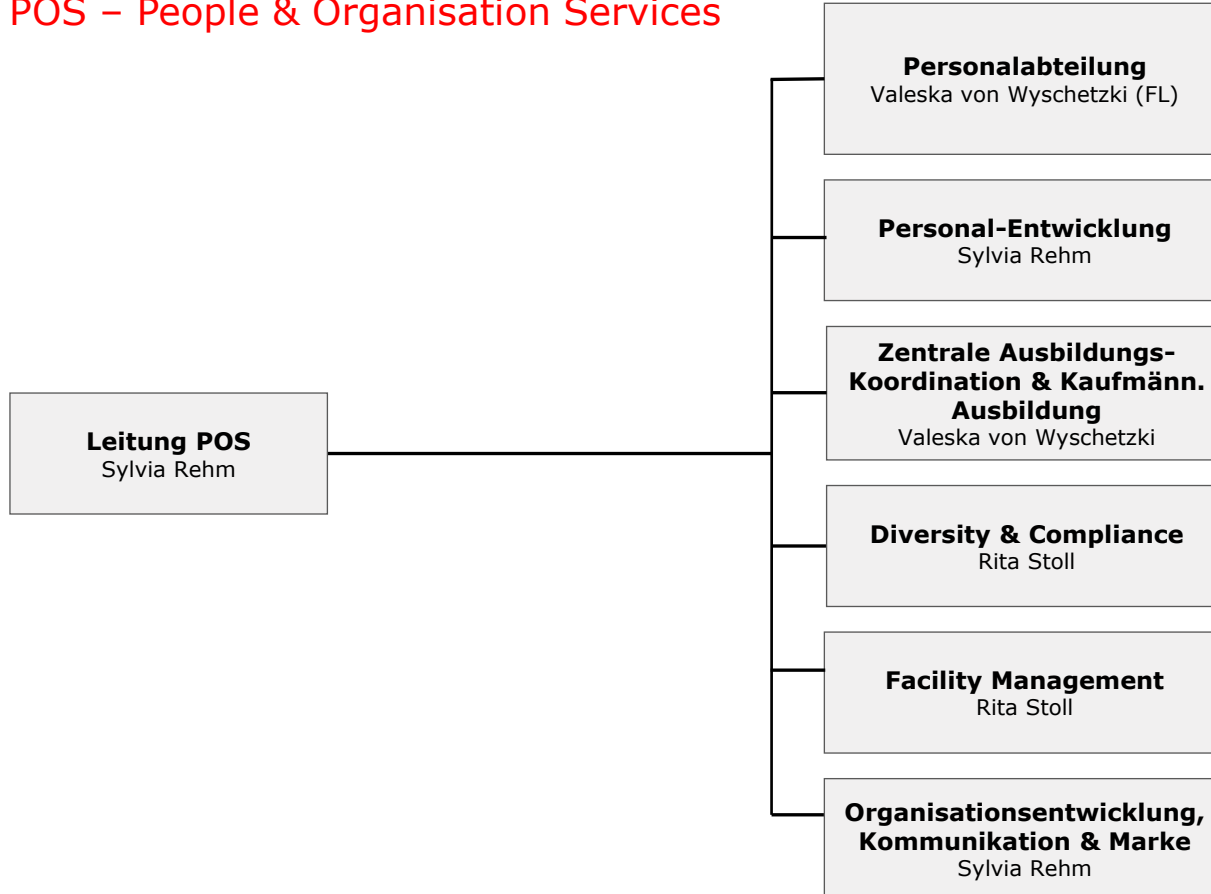 POS – People & Organisation Services
Personalabteilung
Valeska von Wyschetzki (FL)
Personal-Entwicklung
Sylvia Rehm
Zentrale Ausbildungs-
Koordination & Kaufmänn.
Ausbildung
Valeska von Wyschetzki
Leitung POS
Sylvia Rehm
Diversity & Compliance
Rita Stoll
Facility Management
Rita Stoll
Organisationsentwicklung,
Kommunikation & Marke
Sylvia Rehm